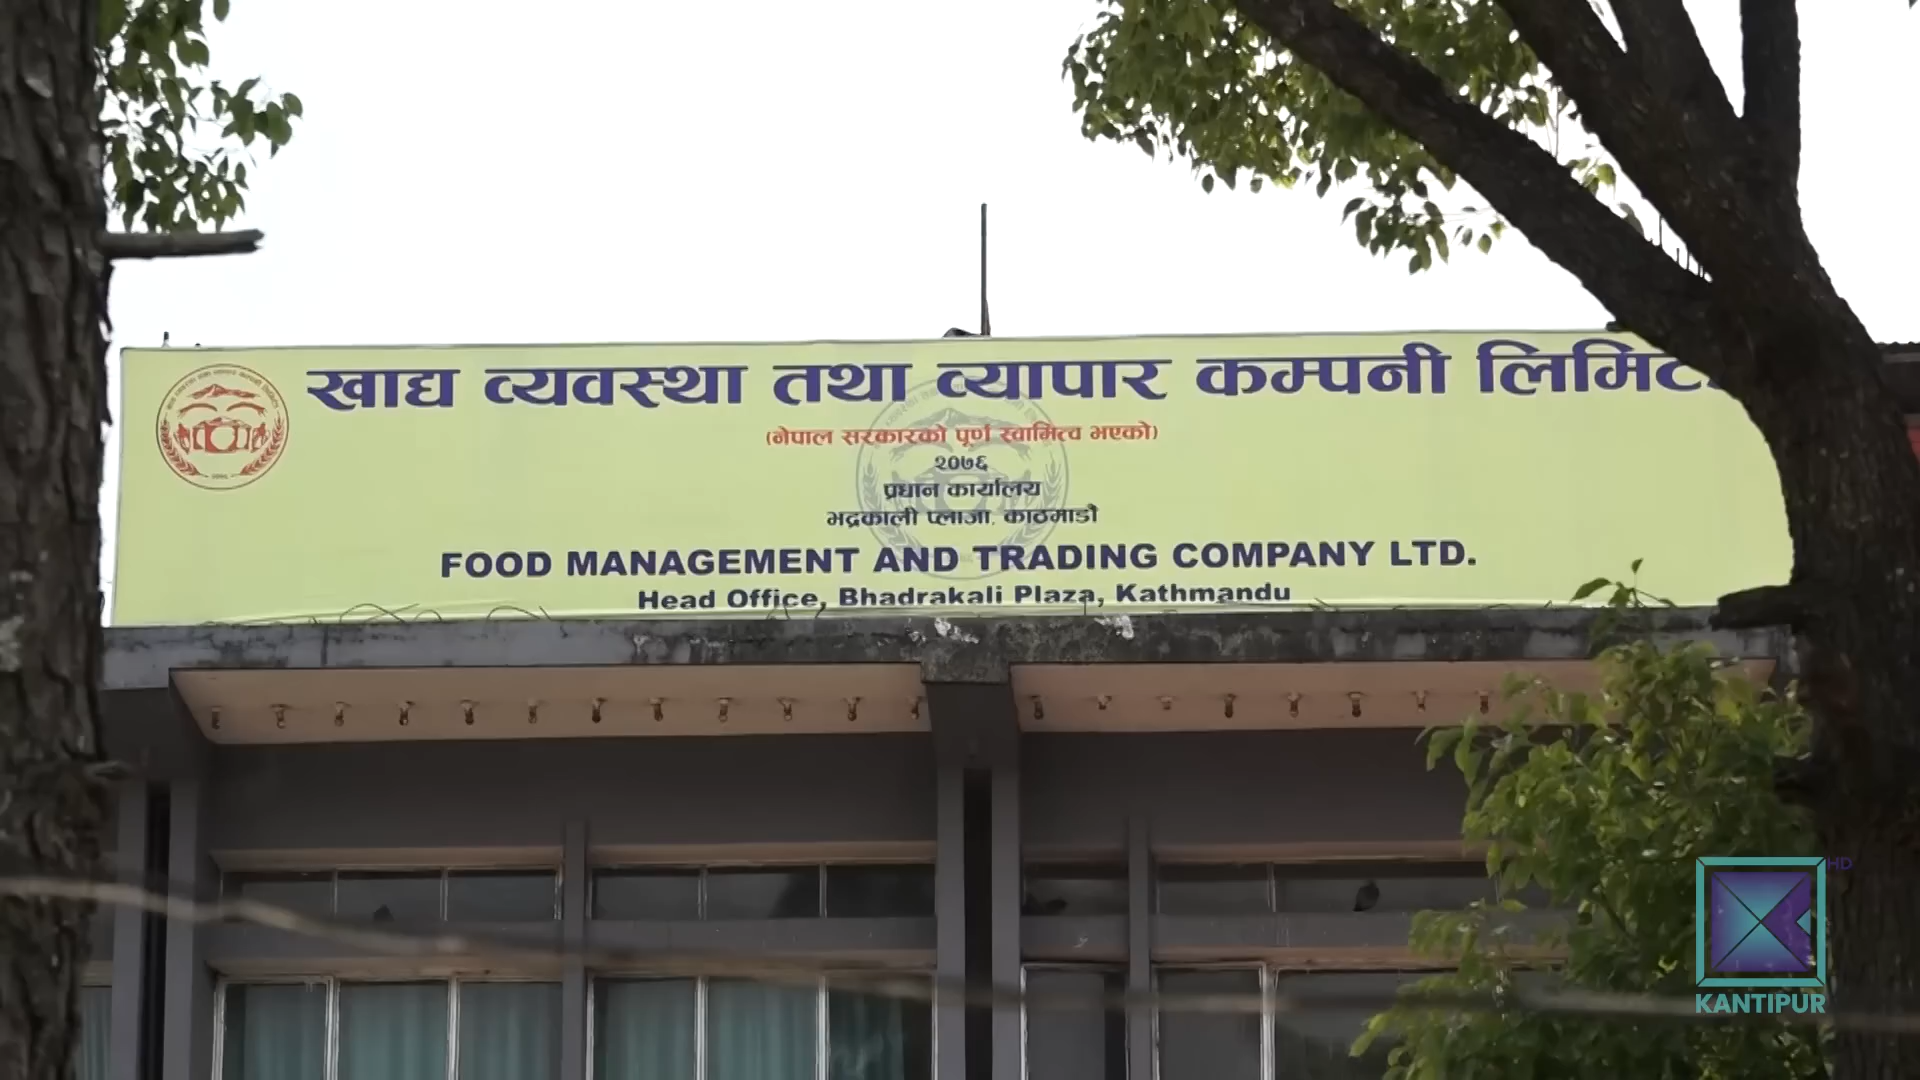 खाद्य व्यवस्था तथा व्यापार कम्पनी
(नेपाल सरकारको पूर्ण स्वामित्व भएको)
२०७६
प्रधान कार्यालय
भद्रकाली प्लाजा, काठमाडौं
FOOD MANAGEMENT AND TRADING COMPANY LTD.
Head Office, Bhadrakali Plaza, Kathmandu
HD
KANTIPUR